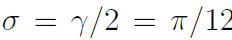 σ = γ/2 = π/12